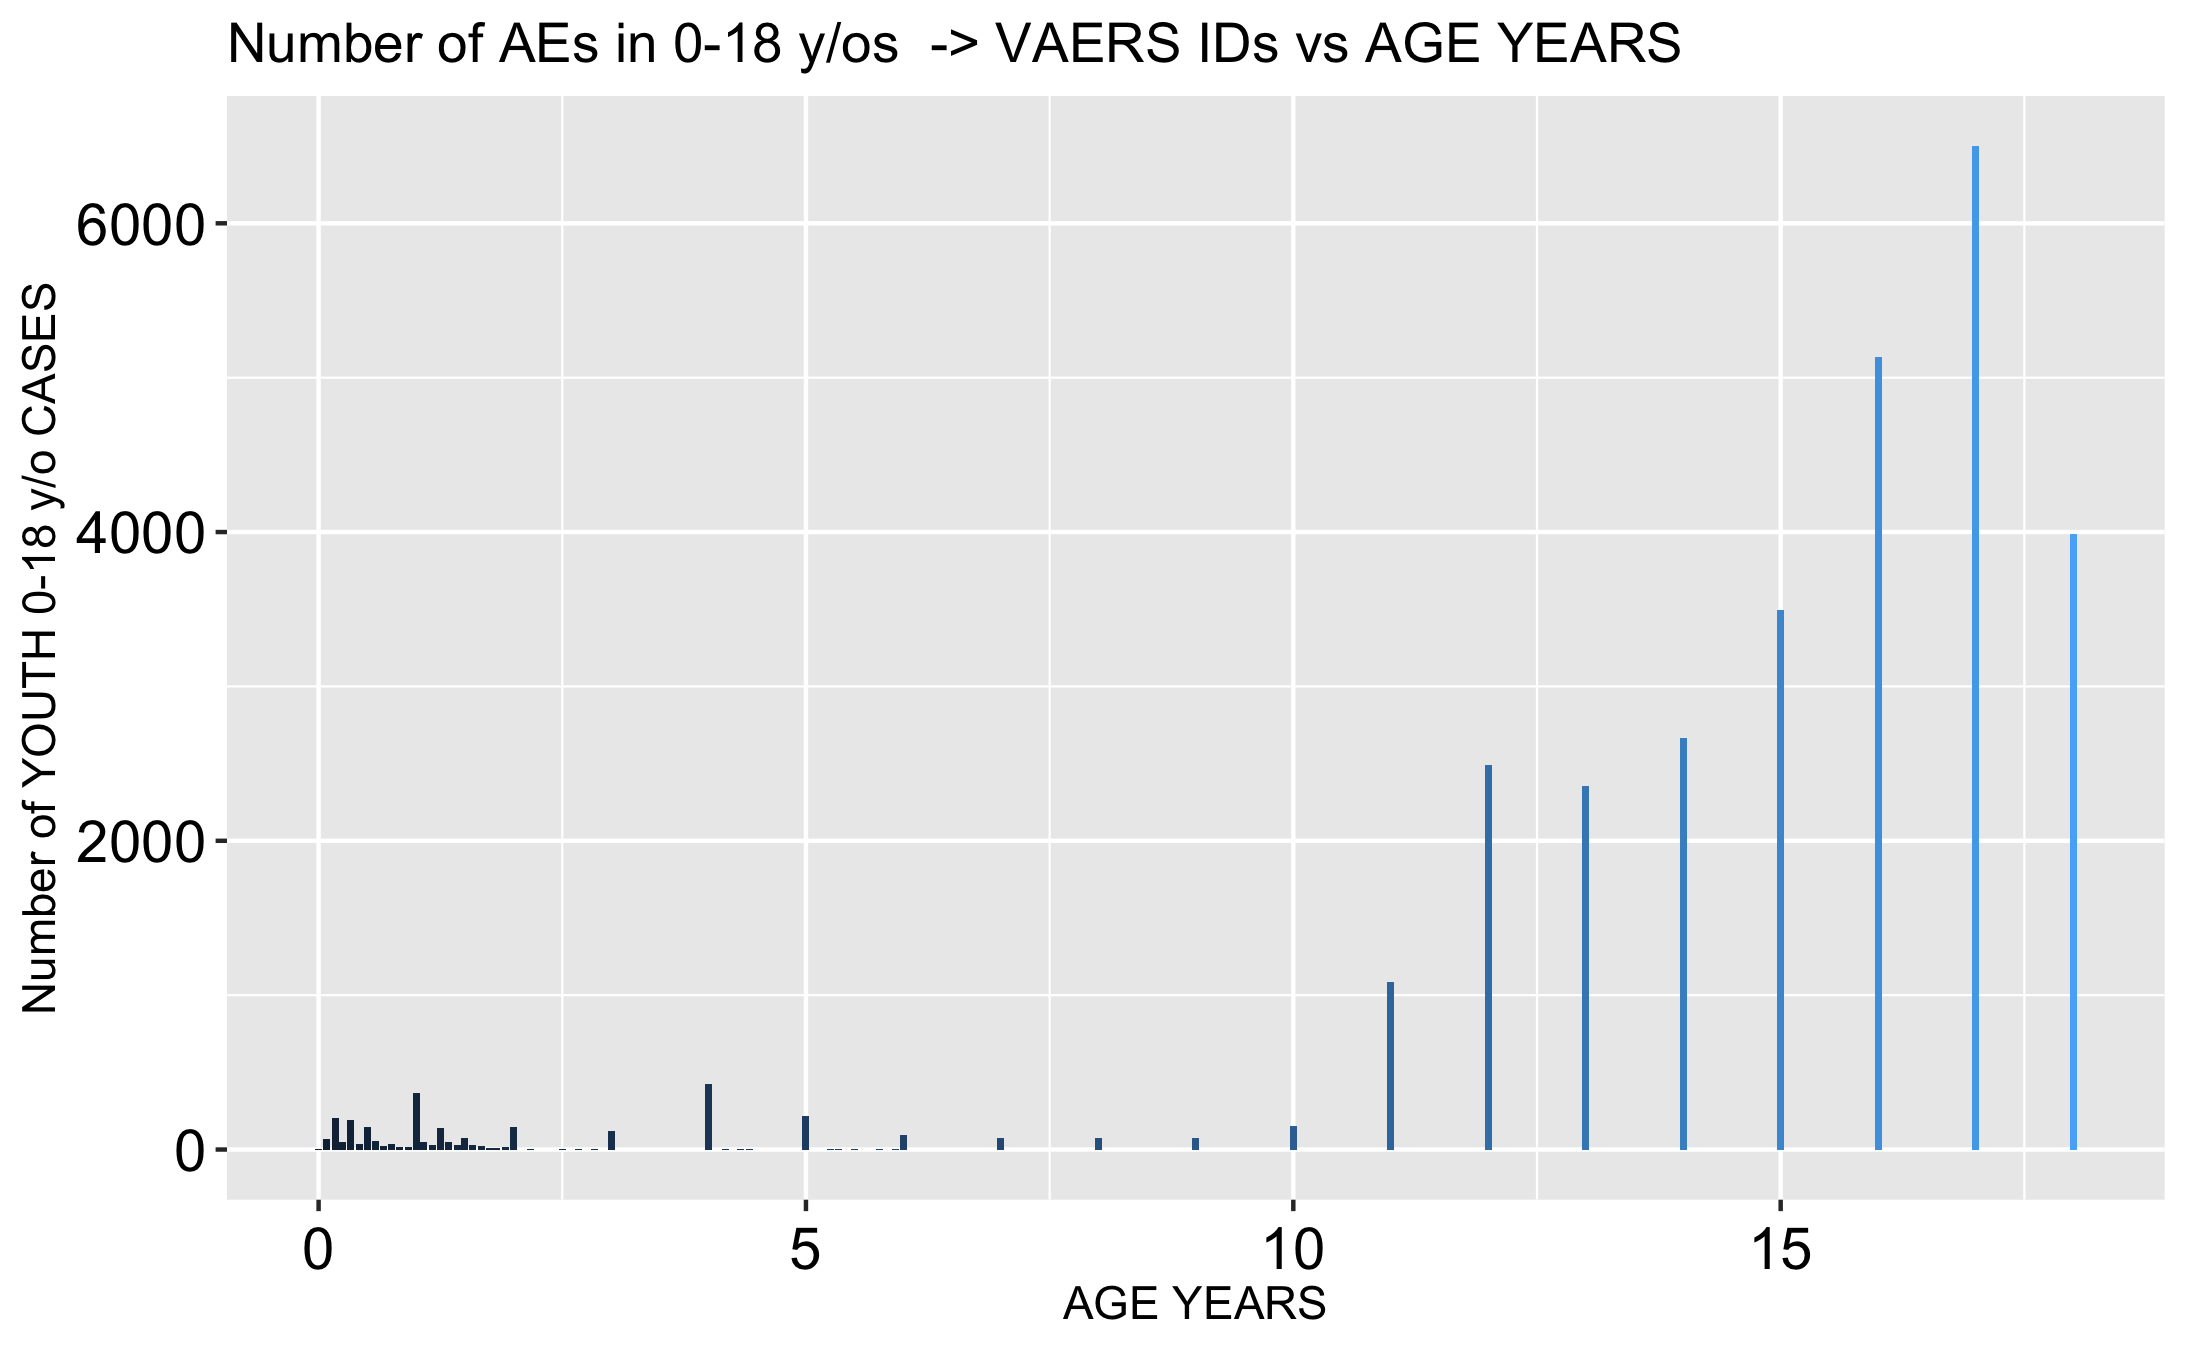 Number of AEs in 0-18 y/os  -> VAERS IDs vs AGE YEARS
Number of YOUTH 0-18 y/o CASES
6000
4000
2000
0
0 5 10 15
AGE YEARS